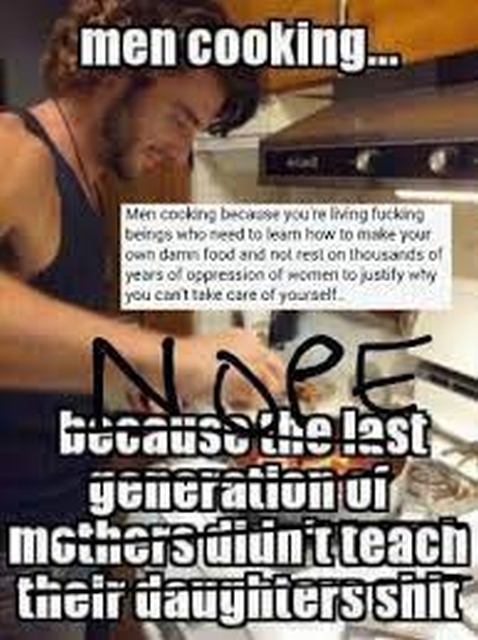 men cooking...
Men cooking because you're living fucking
beings who need to learn how to make your
own damn food and not rest on thousands of
years of oppression of women to justify why
you can't take care of yourself..
NOPE
because the last
generation of
mothers didn't teach
their daughters shit